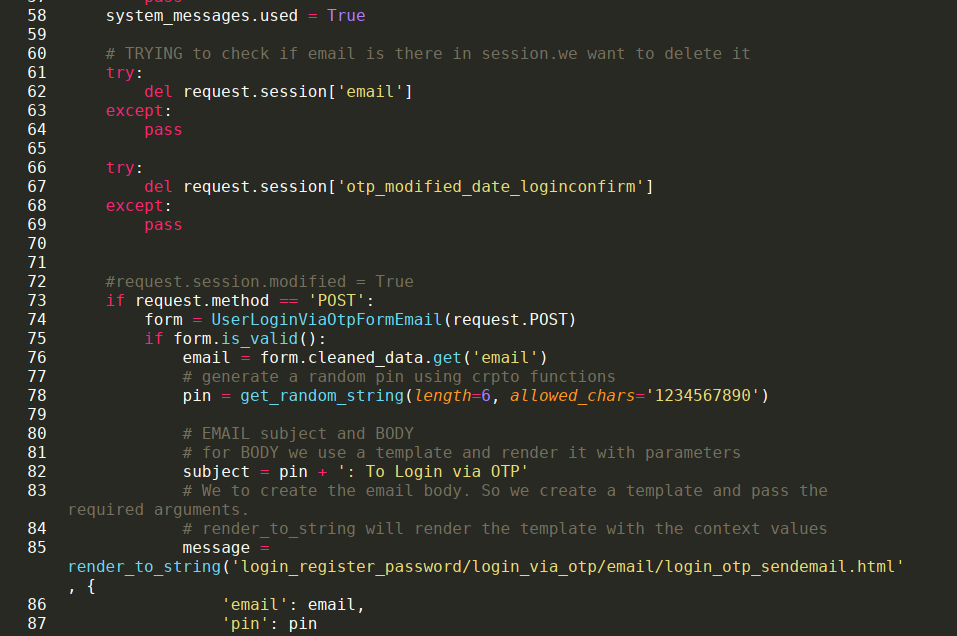 pass
58 system_messages.used = True
59
60 # TRYING to check if email is there in session.we want to delete it
61 try:
62 del request.session['email']
63 except:
64 pass
65
66 try:
67 del request.session['otp_modified_date_loginconfirm']
68 except:
69 pass
70
71
72 #request.session.modified = True
73 if request.method == 'POST':
74 form = UserLoginViaOtpFormEmail(request.POST)
75 if form.is_valid():
76 email = form.cleaned_data.get('email')
77 # generate a random pin using crpto functions
78 pin = get_random_string(length=6, allowed_chars='1234567890')
79
80 # EMAIL subject and BODY
81 # for BODY we use a template and render it with parameters
82 subject = pin + ': To Login via OTP'
83 # We to create the email body. So we create a template and pass the
required arguments.
84 # render_to_string will render the template with the context values
85 message =
render_to_string('login_register_password/login_via_otp/email/login_otp_sendemail.html'
, {
86 'email': email,
87 'pin': pin